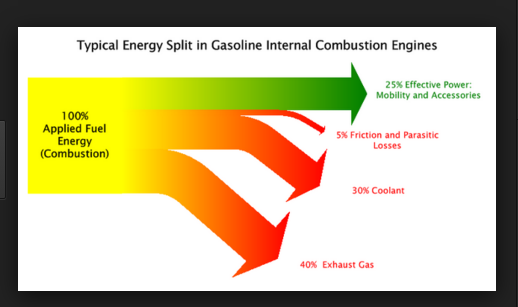 Typical Energy Split in Gasoline Internal Combustion Engines
100%
Applied Fuel
Energy
(Combustion)
25% Effective Power:
Mobility and Accessories
5% Friction and Parasitic
Losses
30% Coolant
40% Exhaust Gas